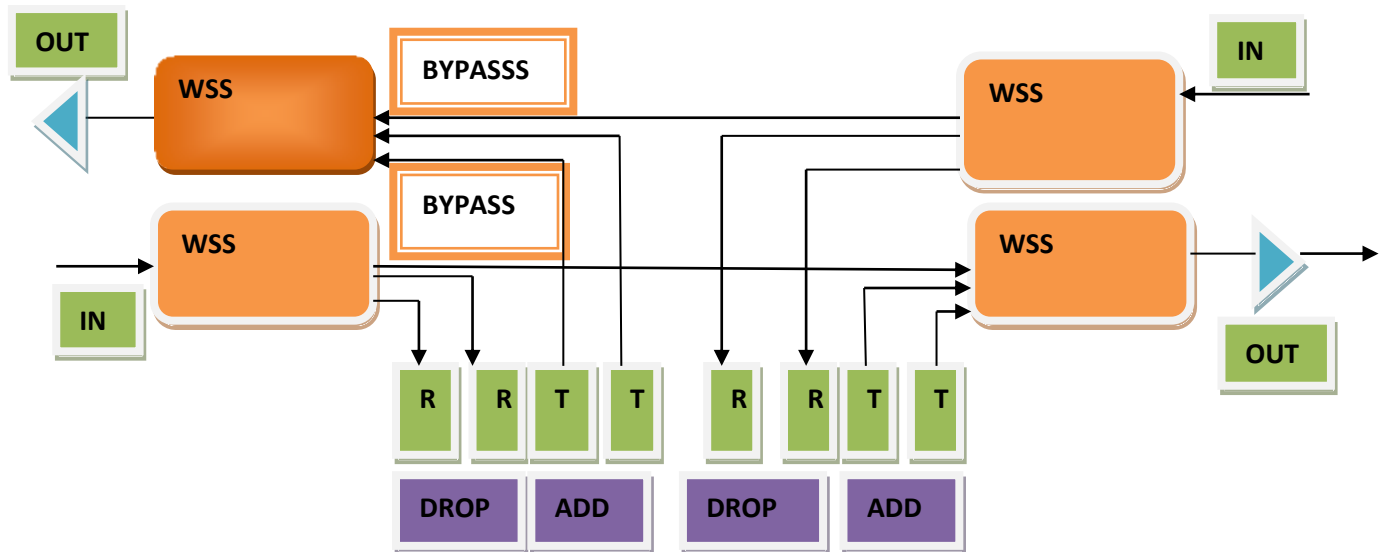 OUT
WSS
BYPASSS
WSS
IN
BYPASS
WSS
WSS
IN
OUT
R R T T R R T T
DROP ADD DROP ADD